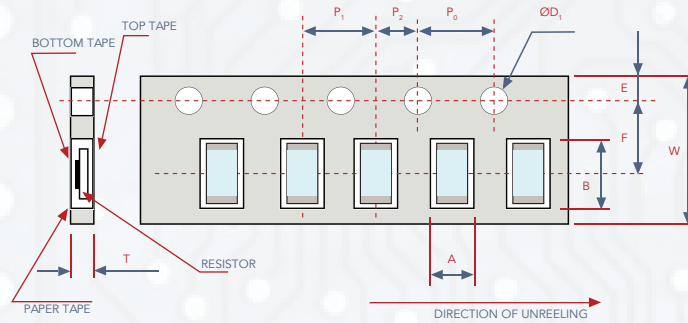 P1
P2
P0
ØD1
TOP TAPE
BOTTOM TAPE
E
F
W
B
A
T
RESISTOR
PAPER TAPE
DIRECTION OF UNREELING